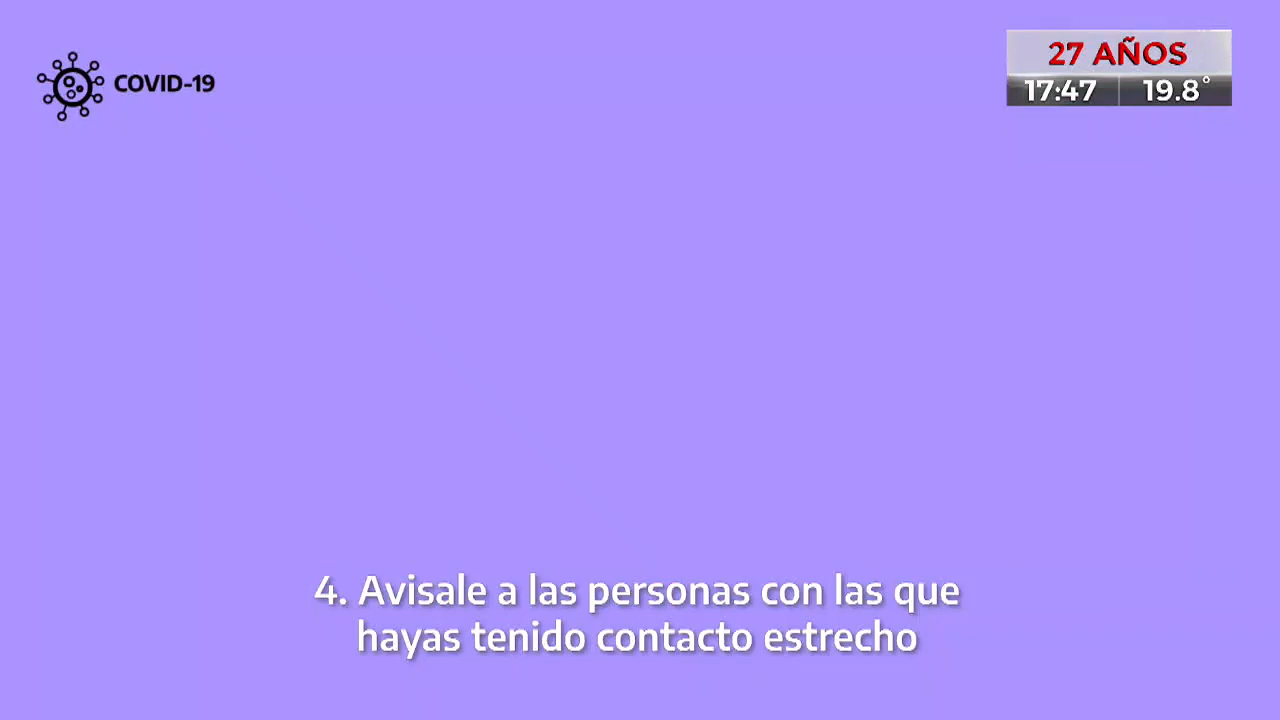 COVID-19
27 AÑOS
17:47 19.8°
4. Avisale a las personas con las que
hayas tenido contacto estrecho